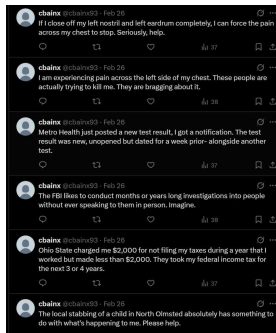 cbainx @cbainx93 · Feb 26
If I close off my left nostril and left eardrum completely, I can force the pain
across my chest to stop. Seriously, help.
37
cbainx @cbainx93 · Feb 26
I am experiencing pain across the left side of my chest. These people are
actually trying to kill me. They are bragging about it.
38
cbainx @cbainx93 · Feb 26
Metro Health just posted a new test result, I got a notification. The test
result was new, unopened but dated for a week prior- alongside another
test.
37
cbainx @cbainx93 · Feb 26
The FBI likes to conduct months or years long investigations into people
without ever speaking to them in person. Imagine.
38
cbainx @cbainx93 · Feb 26
Ohio State charged me $2,000 for not filing my taxes during a year that I
worked but made less than $2,000. They took my federal income tax for
the next 3 or 4 years.
37
cbainx @cbainx93 · Feb 26
The local stabbing of a child in North Olmsted absolutely has something to
do with what's happening to me. Please help.